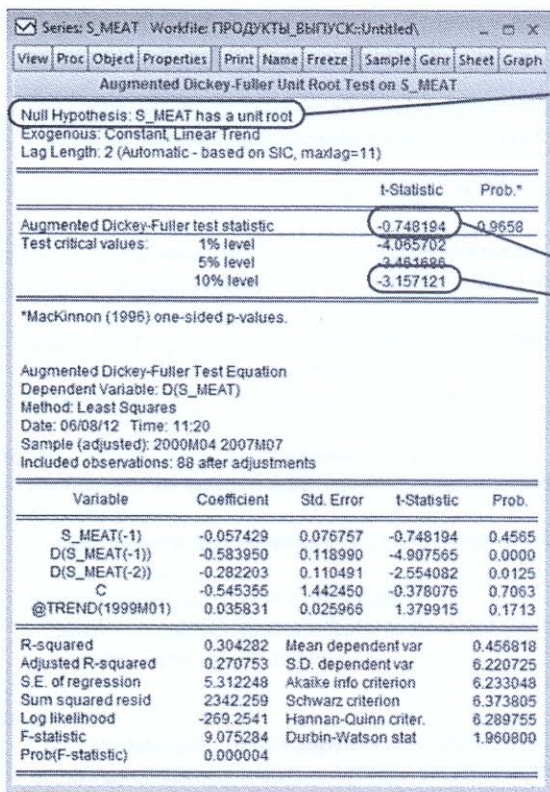 Series: S_MEAT Workfile: ПРОДУКТЫ_ВЫПУСК::Untitled\
View Proc Object Properties Print Name Freeze Sample Genr Sheet Graph
Augmented Dickey-Fuller Unit Root Test on S_MEAT
Null Hypothesis: S_MEAT has a unit root
Exogenous: Constant, Linear Trend
Lag Length: 2 (Automatic - based on SIC, maxlag=11)
t-Statistic Prob.*
Augmented Dickey-Fuller test statistic -0.748194 0.9658
Test critical values: 1% level -4.065702
5% level -3.461686
10% level -3.157121
*MacKinnon (1996) one-sided p-values.
Augmented Dickey-Fuller Test Equation
Dependent Variable: D(S_MEAT)
Method: Least Squares
Date: 06/08/12 Time: 11:20
Sample (adjusted): 2000M04 2007M07
Included observations: 88 after adjustments
Variable Coefficient Std. Error t-Statistic Prob.
S_MEAT(-1) -0.057429 0.076757 -0.748194 0.4565
D(S_MEAT(-1)) -0.583950 0.118990 -4.907565 0.0000
D(S_MEAT(-2)) -0.282203 0.110491 -2.554082 0.0125
C -0.545355 1.442450 -0.378076 0.7063
@TREND(1999M01) 0.035831 0.025966 1.379915 0.1713
R-squared 0.304282 Mean dependent var 0.456818
Adjusted R-squared 0.270753 S.D. dependent var 6.220725
S.E. of regression 5.312248 Akaike info criterion 6.233048
Sum squared resid 2342.259 Schwarz criterion 6.373805
Log likelihood -269.2541 Hannan-Quinn criter. 6.289755
F-statistic 9.075284 Durbin-Watson stat 1.960800
Prob(F-statistic) 0.000004